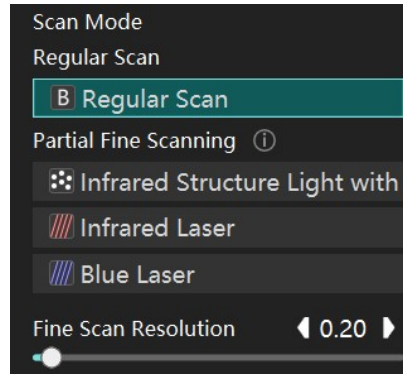 Scan Mode
Regular Scan
B Regular Scan
Partial Fine Scanning ⓘ
Infrared Structure Light with
Infrared Laser
Blue Laser
Fine Scan Resolution 0.20